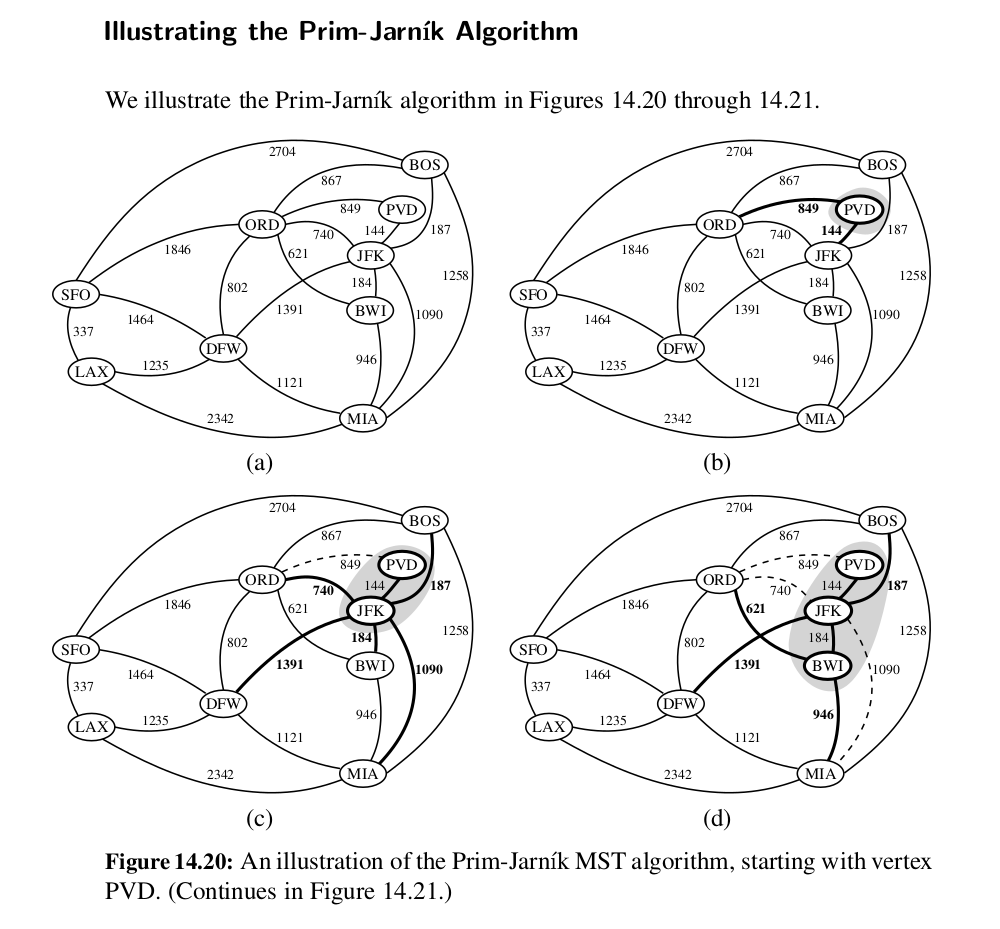 Illustrating the Prim-Jarník Algorithm
We illustrate the Prim-Jarník algorithm in Figures 14.20 through 14.21.
2704
BOS
867
849
PVD
ORD
144
187
740
JFK
621
1846
184
1258
SFO
802
1391
BWI
1464
1090
337
DFW
946
LAX
1235
1121
2342
MIA
(a)
2704
BOS
867
849
PVD
ORD
144
187
740
JFK
621
1846
184
1258
SFO
802
1391
BWI
1464
1090
337
DFW
946
LAX
1235
1121
2342
MIA
(b)
2704
BOS
867
849
PVD
ORD
144
187
740
JFK
621
1846
184
1258
SFO
802
1391
BWI
1464
1090
337
DFW
946
LAX
1235
1121
2342
MIA
(c)
2704
BOS
867
849
PVD
ORD
144
187
740
JFK
621
1846
184
1258
SFO
802
1391
BWI
1464
1090
337
DFW
946
LAX
1235
1121
2342
MIA
(d)
Figure 14.20: An illustration of the Prim-Jarník MST algorithm, starting with vertex
PVD. (Continues in Figure 14.21.)